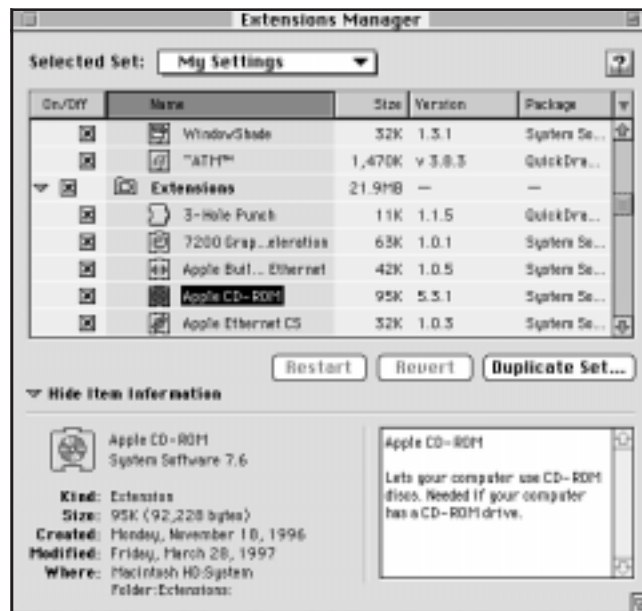 Extensions Manager
Selected Set: My Settings
?
On/Off Name Size Version Package
WindowShade 32K 1.3.1 System Se...
~ATM™ 1,470K v 3.8.3 QuickDra...
Extensions 21.9MB — —
3-Hole Punch 11K 1.1.5 QuickDra...
7200 Grap...eleration 63K 1.0.1 System Se...
Apple Buil... Ethernet 42K 1.0.5 System Se...
Apple CD-ROM 95K 5.3.1 System Se...
Apple Ethernet CS 32K 1.0.3 System Se...
Restart Revert Duplicate Set...
Hide Item Information
Apple CD-ROM
System Software 7.6
Kind: Extension
Size: 95K (92,228 bytes)
Created: Monday, November 18, 1996
Modified: Friday, March 28, 1997
Where: Macintosh HD:System
Folder:Extensions:
Apple CD-ROM
Lets your computer use CD-ROM
discs. Needed if your computer
has a CD-ROM drive.